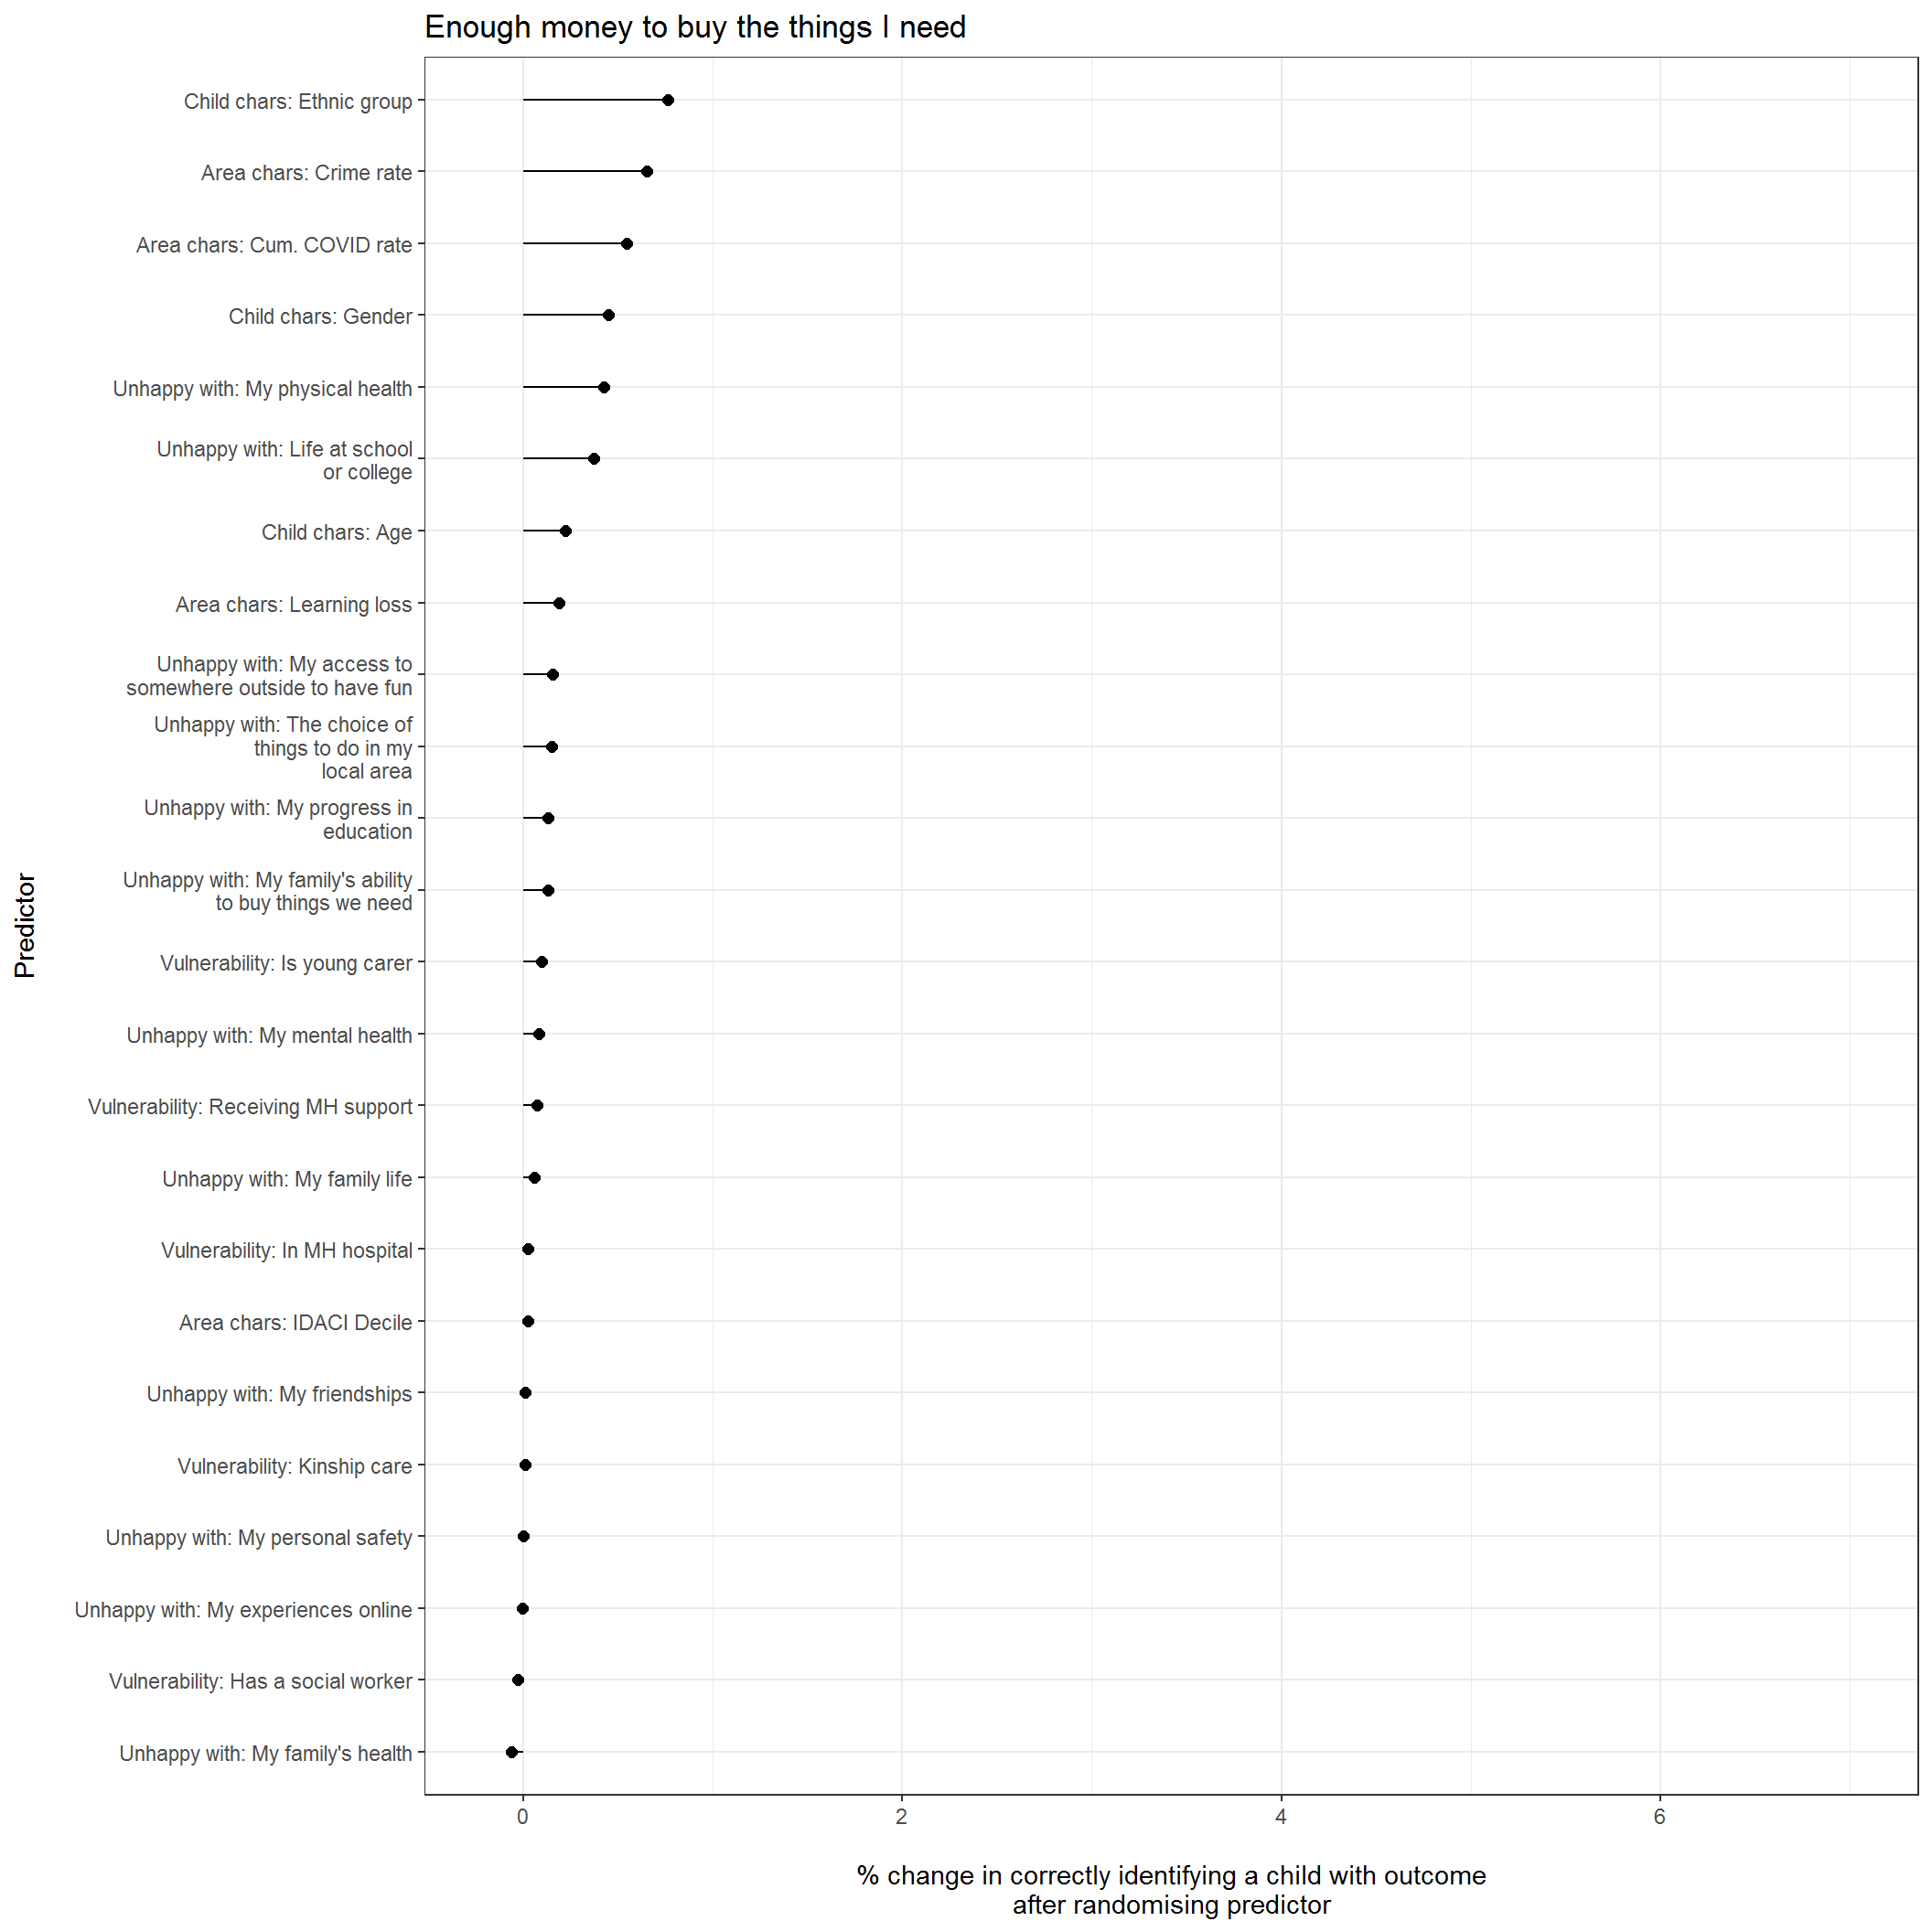 Enough money to buy the things I need
Child chars: Ethnic group
Area chars: Crime rate
Area chars: Cum. COVID rate
Child chars: Gender
Unhappy with: My physical health
Unhappy with: Life at school
or college
Child chars: Age
Area chars: Learning loss
Unhappy with: My access to
somewhere outside to have fun
Unhappy with: The choice of
things to do in my
local area
Unhappy with: My progress in
education
Unhappy with: My family's ability
to buy things we need
Vulnerability: Is young carer
Unhappy with: My mental health
Vulnerability: Receiving MH support
Unhappy with: My family life
Vulnerability: In MH hospital
Area chars: IDACI Decile
Unhappy with: My friendships
Vulnerability: Kinship care
Unhappy with: My personal safety
Unhappy with: My experiences online
Vulnerability: Has a social worker
Unhappy with: My family's health
Predictor
0 2 4 6
% change in correctly identifying a child with outcome
after randomising predictor